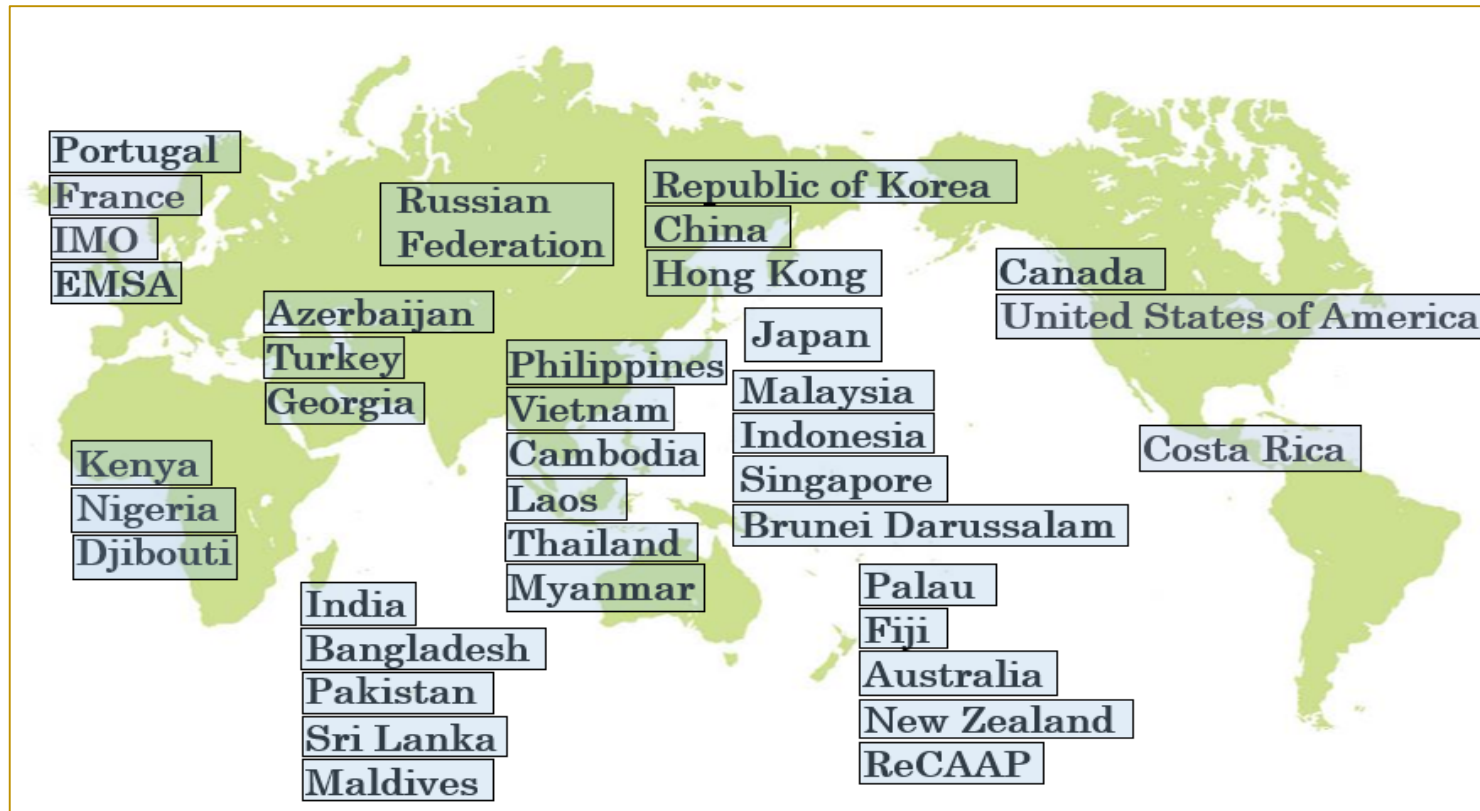 Portugal
France
IMO
EMSA
Russian
Federation
Republic of Korea
China
Hong Kong
Canada
United States of America
Azerbaijan
Turkey
Georgia
Japan
Philippines
Vietnam
Cambodia
Laos
Thailand
Myanmar
Malaysia
Indonesia
Singapore
Brunei Darussalam
Costa Rica
Kenya
Nigeria
Djibouti
India
Bangladesh
Pakistan
Sri Lanka
Maldives
Palau
Fiji
Australia
New Zealand
ReCAAP